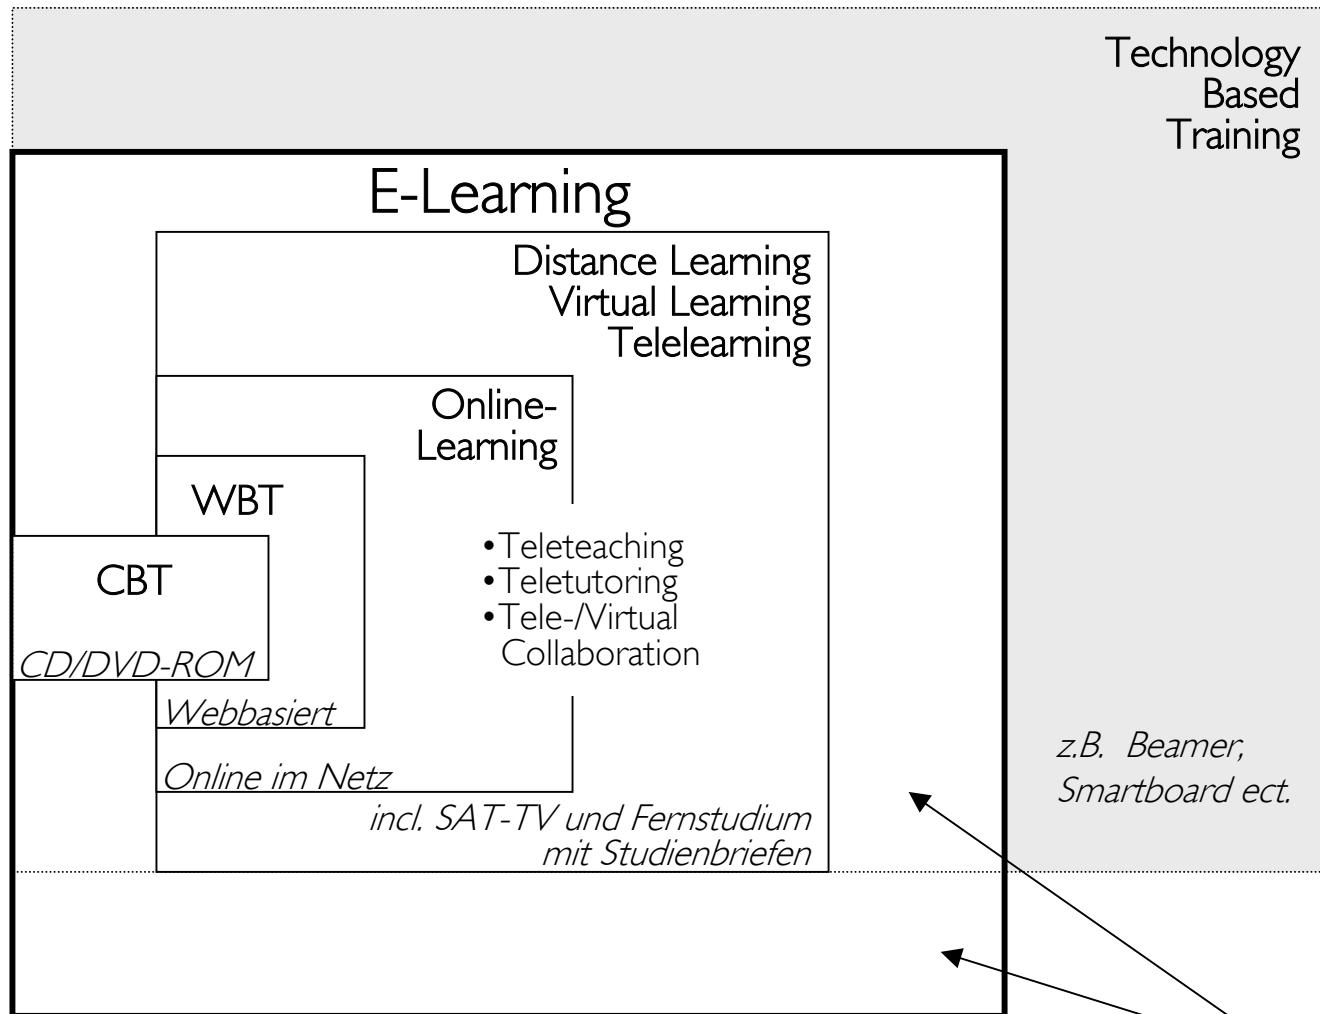 Technology
Based
Training
E-Learning
Distance Learning
Virtual Learning
Telelearning
Online-
Learning
WBT
CBT
•Teleteaching
•Teletutoring
•Tele-/Virtual
Collaboration
CD/DVD-ROM
Webbasiert
Online im Netz
incl. SAT-TV und Fernstudium
mit Studienbriefen
z.B. Beamer,
Smartboard ect.